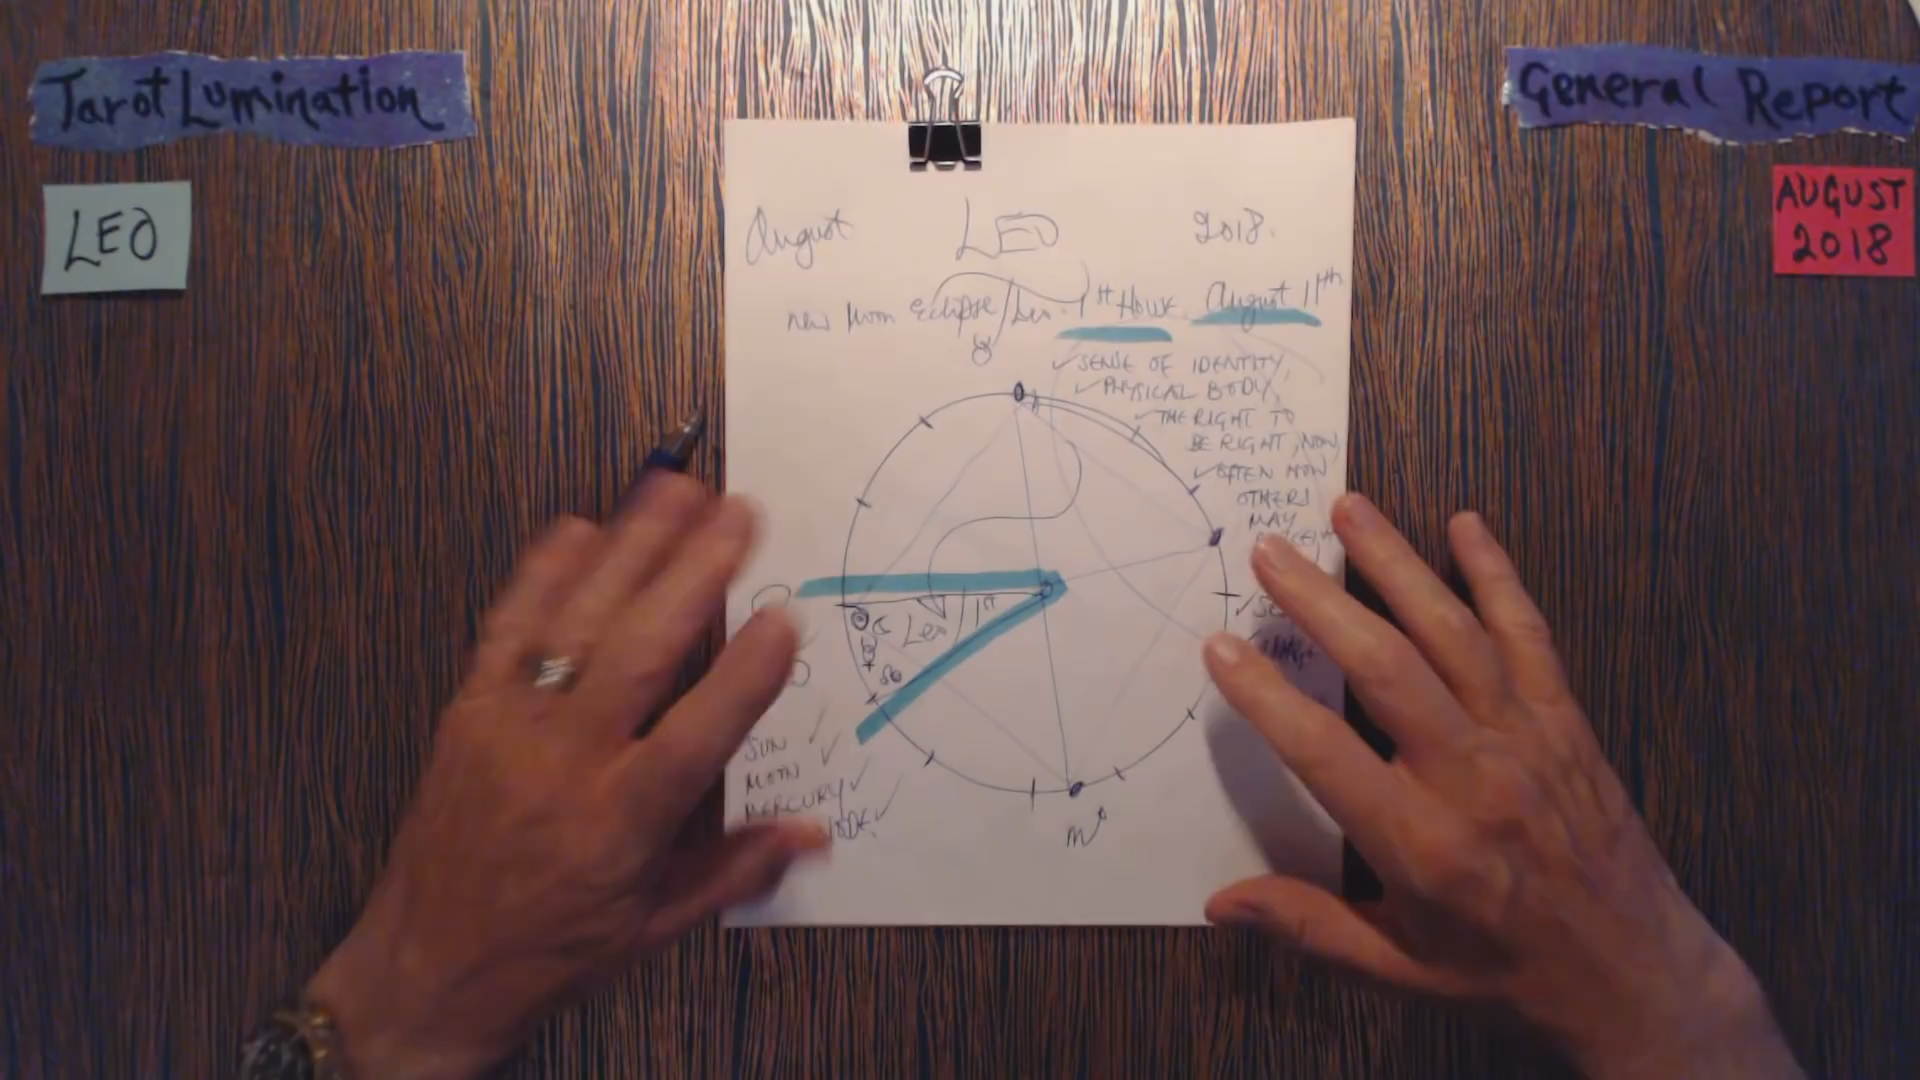 Tarot Lumination
General Report
LEO
AUGUST
2018
August LEO 2018.
new moon Eclipse / Leo. 1st House. August 11th
✓ SENSE OF IDENTITY,
✓ PHYSICAL BODY,
✓ THE RIGHT TO
BE RIGHT, NOW,
✓ OFTEN HOW
OTHERS
MAY
Leo 1st
SUN ✓
MOON ✓
MERCURY ✓